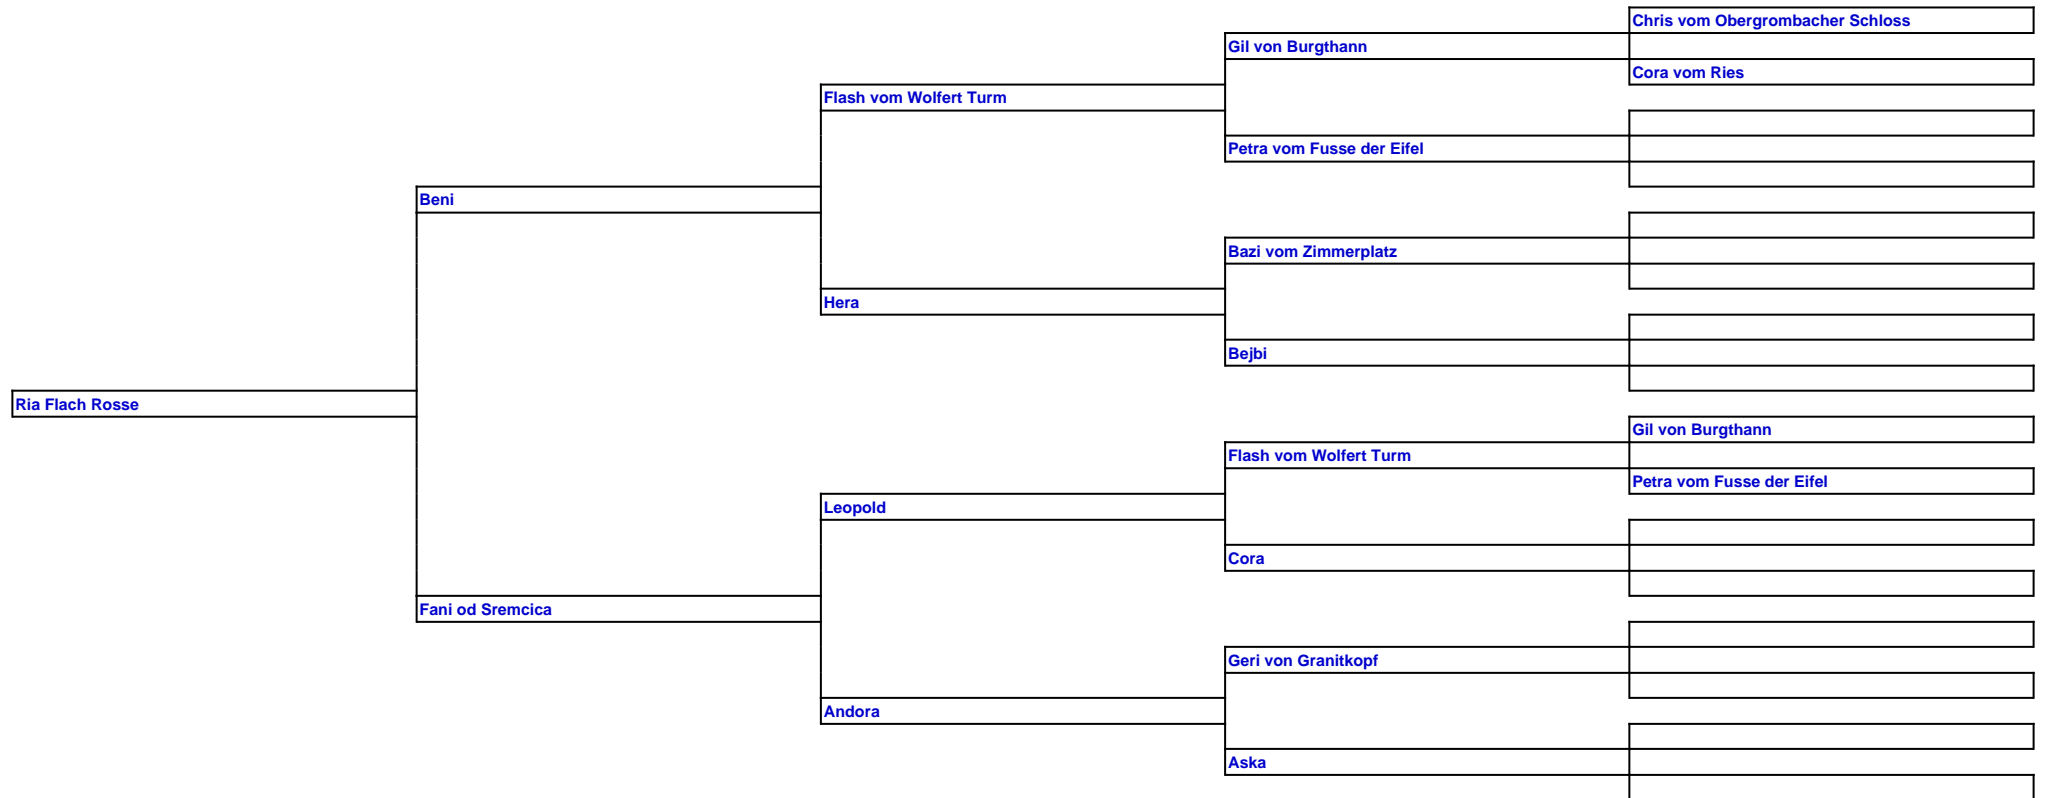 Chris vom Obergrombacher Schloss
Gil von Burgthann
Cora vom Ries
Flash vom Wolfert Turm
Petra vom Fusse der Eifel
Beni
Bazi vom Zimmerplatz
Hera
Bejbi
Ria Flach Rosse
Gil von Burgthann
Flash vom Wolfert Turm
Petra vom Fusse der Eifel
Leopold
Cora
Fani od Sremcica
Geri von Granitkopf
Andora
Aska